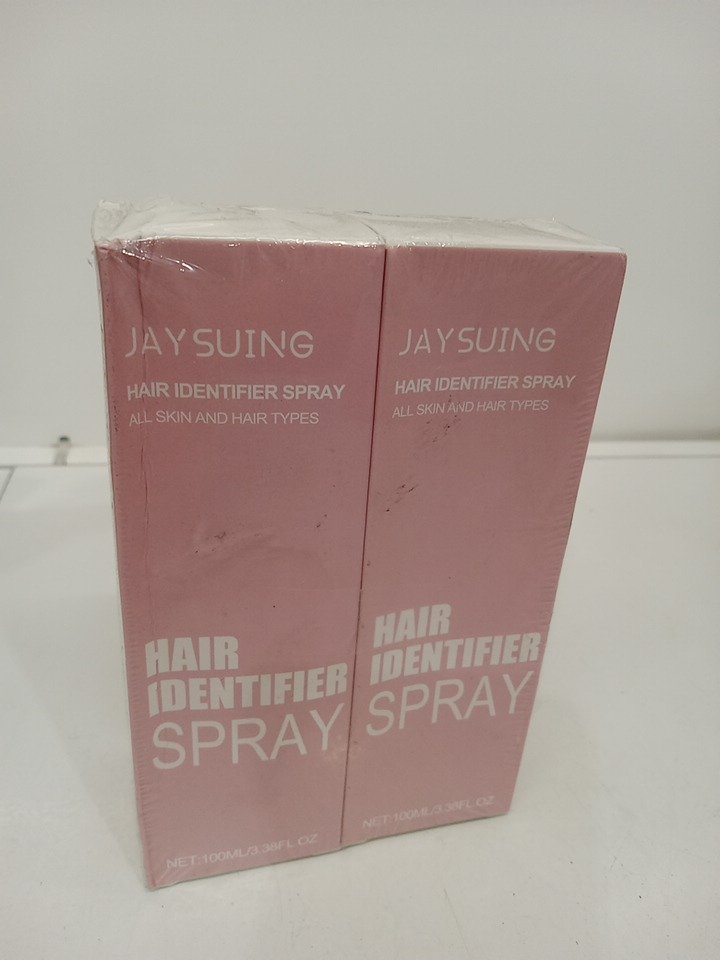 JAYSUING
HAIR IDENTIFIER SPRAY
ALL SKIN AND HAIR TYPES
HAIR
IDENTIFIER
SPRAY
NET:100ML/3.38FL OZ
JAYSUING
HAIR IDENTIFIER SPRAY
ALL SKIN AND HAIR TYPES
HAIR
IDENTIFIER
SPRAY
NET:100ML/3.38FL OZ